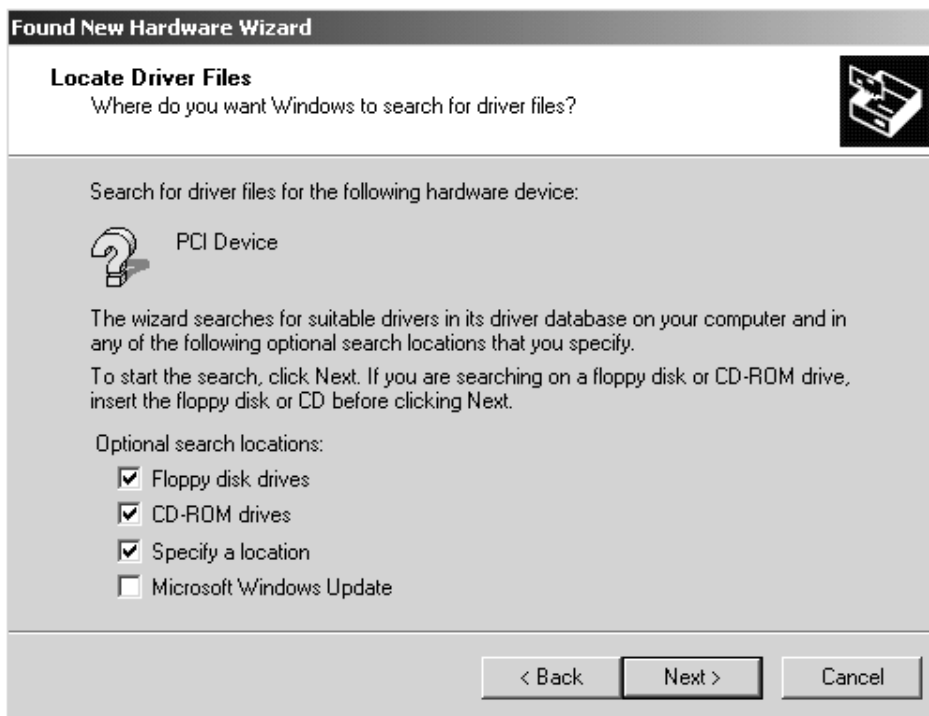 Found New Hardware Wizard
Locate Driver Files
Where do you want Windows to search for driver files?
Search for driver files for the following hardware device:
PCI Device
The wizard searches for suitable drivers in its driver database on your computer and in
any of the following optional search locations that you specify.
To start the search, click Next. If you are searching on a floppy disk or CD-ROM drive,
insert the floppy disk or CD before clicking Next.
Optional search locations:
Floppy disk drives
CD-ROM drives
Specify a location
Microsoft Windows Update
< Back Next > Cancel